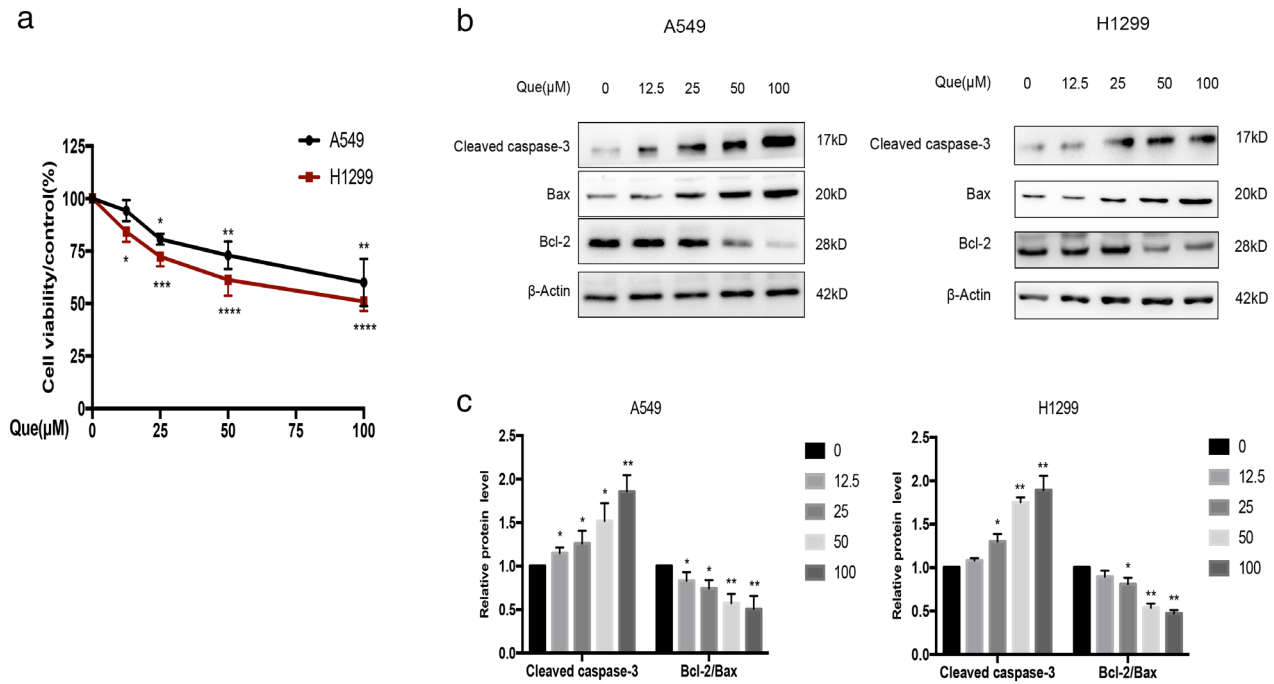 a
Cell viability/control(%)
125
100
75
50
25
0
A549
H1299
*
**
**
*
***
****
****
Que(μM)
0 25 50 75 100
b
A549
Que(μM) 0 12.5 25 50 100
Cleaved caspase-3 17kD
Bax 20kD
Bcl-2 28kD
β-Actin 42kD
H1299
Que(μM) 0 12.5 25 50 100
Cleaved caspase-3 17kD
Bax 20kD
Bcl-2 28kD
β-Actin 42kD
c
A549
Relative protein level
2.5
2.0
1.5
1.0
0.5
0.0
* * * **
* * ** **
Cleaved caspase-3 Bcl-2/Bax
0
12.5
25
50
100
H1299
Relative protein level
2.5
2.0
1.5
1.0
0.5
0.0
* ** **
* ** **
Cleaved caspase-3 Bcl-2/Bax
0
12.5
25
50
100